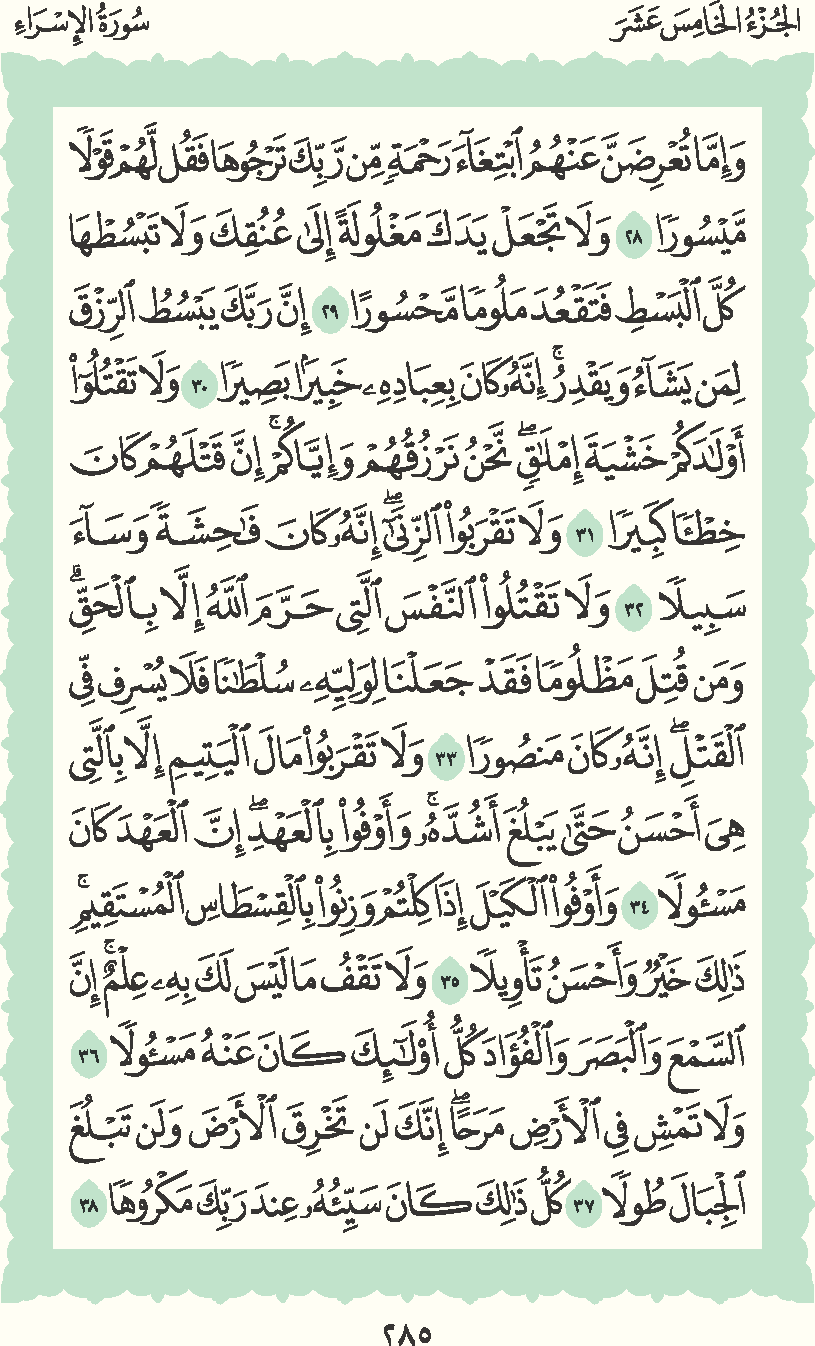 الجُزْءُ الخَامِسَ عَشَرَ
سُورَةُ الإِسْرَاءِ
وَإِمَّا تُعْرِضَنَّ عَنْهُمُ ٱبْتِغَآءَ رَحْمَةٍ مِّن رَّبِّكَ تَرْجُوهَا فَقُل لَّهُمْ قَوْلًا
مَّيْسُورًا ٢٨ وَلَا تَجْعَلْ يَدَكَ مَغْلُولَةً إِلَىٰ عُنُقِكَ وَلَا تَبْسُطْهَا
كُلَّ ٱلْبَسْطِ فَتَقْعُدَ مَلُومًا مَّحْسُورًا ٢٩ إِنَّ رَبَّكَ يَبْسُطُ ٱلرِّزْقَ
لِمَن يَشَآءُ وَيَقْدِرُ ۚ إِنَّهُۥ كَانَ بِعِبَادِهِۦ خَبِيرًۢا بَصِيرًا ٣٠ وَلَا تَقْتُلُوٓا۟
أَوْلَـٰدَكُمْ خَشْيَةَ إِمْلَـٰقٍ ۖ نَّحْنُ نَرْزُقُهُمْ وَإِيَّاكُمْ ۚ إِنَّ قَتْلَهُمْ كَانَ
خِطْـًٔا كَبِيرًا ٣١ وَلَا تَقْرَبُوا۟ ٱلزِّنَىٰٓ ۖ إِنَّهُۥ كَانَ فَـٰحِشَةً وَسَآءَ
سَبِيلًا ٣٢ وَلَا تَقْتُلُوا۟ ٱلنَّفْسَ ٱلَّتِى حَرَّمَ ٱللَّهُ إِلَّا بِٱلْحَقِّ ۗ
وَمَن قُتِلَ مَظْلُومًا فَقَدْ جَعَلْنَا لِوَلِيِّهِۦ سُلْطَـٰنًا فَلَا يُسْرِف فِّى
ٱلْقَتْلِ ۖ إِنَّهُۥ كَانَ مَنصُورًا ٣٣ وَلَا تَقْرَبُوا۟ مَالَ ٱلْيَتِيمِ إِلَّا بِٱلَّتِى
هِىَ أَحْسَنُ حَتَّىٰ يَبْلُغَ أَشُدَّهُۥ ۚ وَأَوْفُوا۟ بِٱلْعَهْدِ ۖ إِنَّ ٱلْعَهْدَ كَانَ
مَسْـُٔولًا ٣٤ وَأَوْفُوا۟ ٱلْكَيْلَ إِذَا كِلْتُمْ وَزِنُوا۟ بِٱلْقِسْطَاسِ ٱلْمُسْتَقِيمِ ۚ
ذَٰلِكَ خَيْرٌ وَأَحْسَنُ تَأْوِيلًا ٣٥ وَلَا تَقْفُ مَا لَيْسَ لَكَ بِهِۦ عِلْمٌ ۚ إِنَّ
ٱلسَّمْعَ وَٱلْبَصَرَ وَٱلْفُؤَادَ كُلُّ أُو۟لَـٰٓئِكَ كَانَ عَنْهُ مَسْـُٔولًا ٣٦
وَلَا تَمْشِ فِى ٱلْأَرْضِ مَرَحًا ۖ إِنَّكَ لَن تَخْرِقَ ٱلْأَرْضَ وَلَن تَبْلُغَ
ٱلْجِبَالَ طُولًا ٣٧ كُلُّ ذَٰلِكَ كَانَ سَيِّئُهُۥ عِندَ رَبِّكَ مَكْرُوهًا ٣٨
٢٨٥